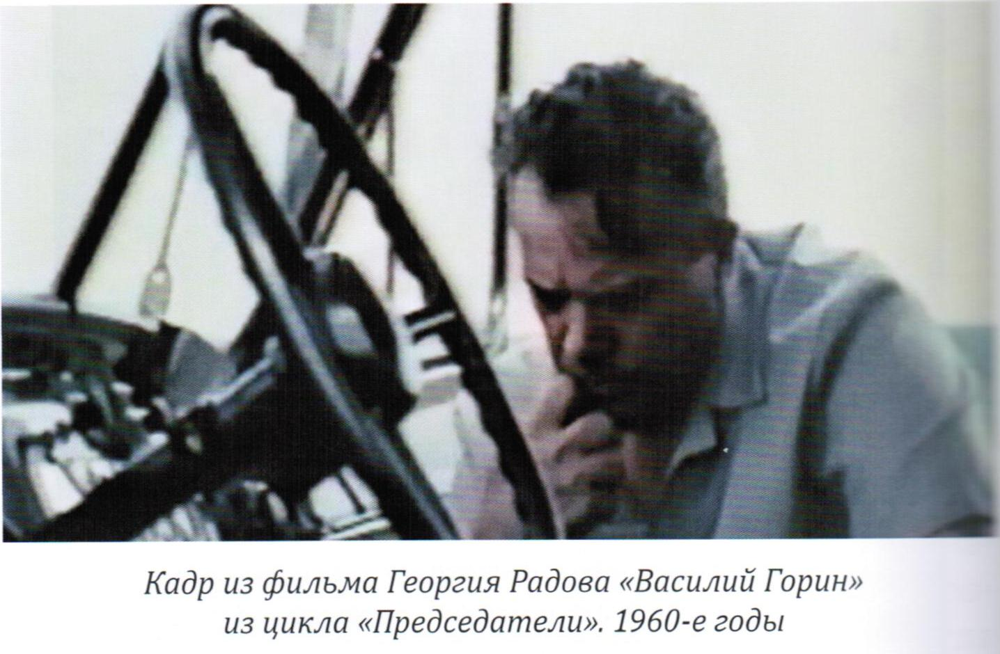 Кадр из фильма Георгия Радова «Василий Горин»
из цикла «Председатели». 1960-е годы